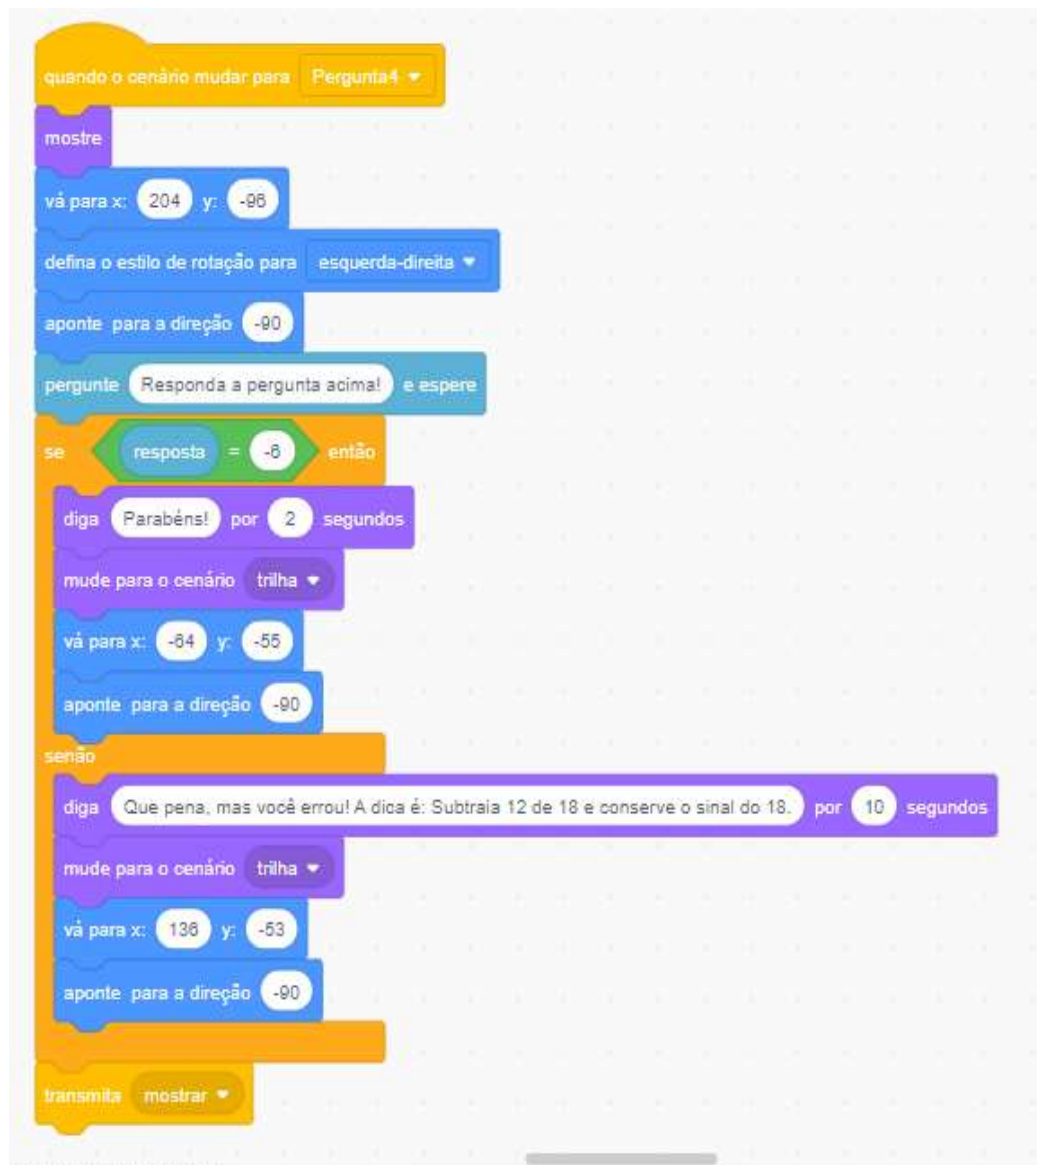 quando o cenário mudar para Pergunta4
mostre
vá para x: 204 y: -96
defina o estilo de rotação para esquerda-direita
aponte para a direção -90
pergunte Responda a pergunta acima! e espere
se resposta = -6 então
diga Parabéns! por 2 segundos
mude para o cenário trilha
vá para x: -64 y: -55
aponte para a direção -90
senão
diga Que pena, mas você errou! A dica é: Subtraia 12 de 18 e conserve o sinal do 18. por 10 segundos
mude para o cenário trilha
vá para x: 136 y: -53
aponte para a direção -90
transmita mostrar